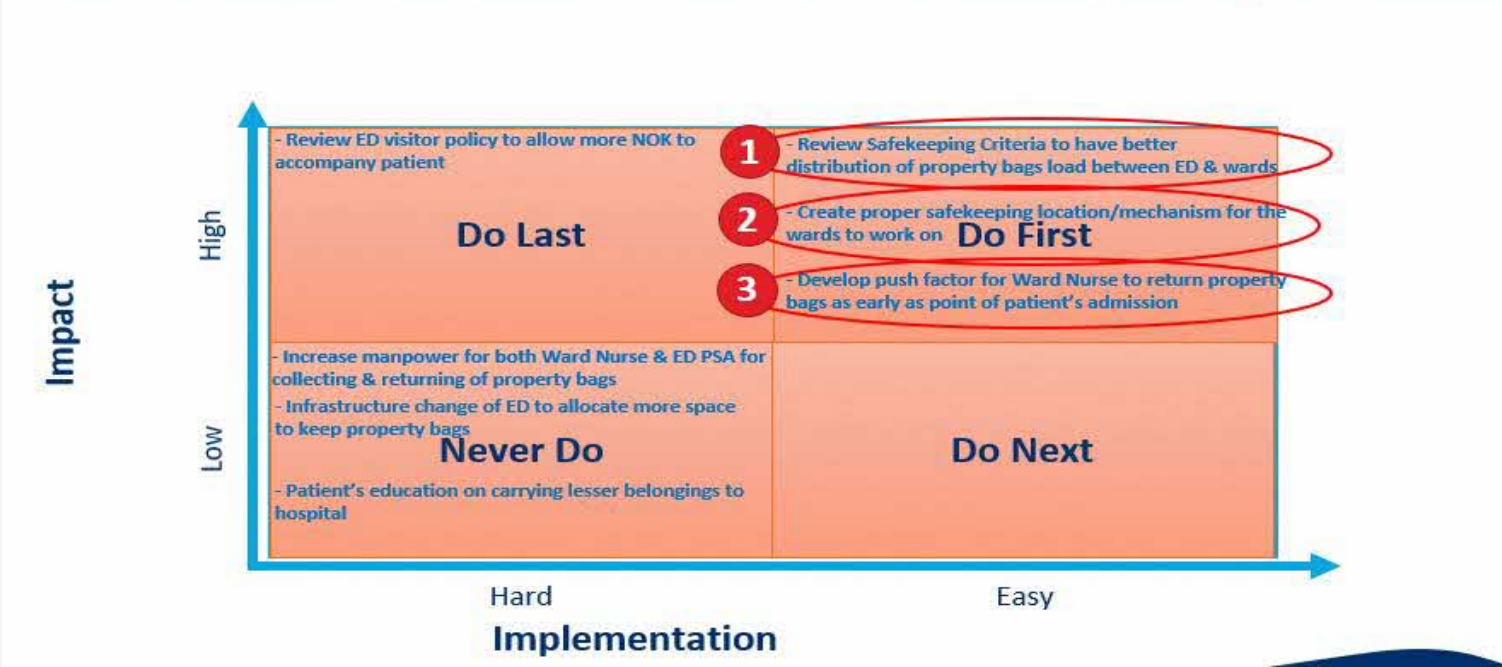 - Review ED visitor policy to allow more NOK to
accompany patient
Do Last
1
- Review Safekeeping Criteria to have better
distribution of property bags load between ED & wards
2
- Create proper safekeeping location/mechanism for the
wards to work on
Do First
3
- Develop push factor for Ward Nurse to return property
bags as early as point of patient's admission
High
Impact
- Increase manpower for both Ward Nurse & ED PSA for
collecting & returning of property bags
- Infrastructure change of ED to allocate more space
to keep property bags
Never Do
- Patient's education on carrying lesser belongings to
hospital
Do Next
Low
Hard
Easy
Implementation